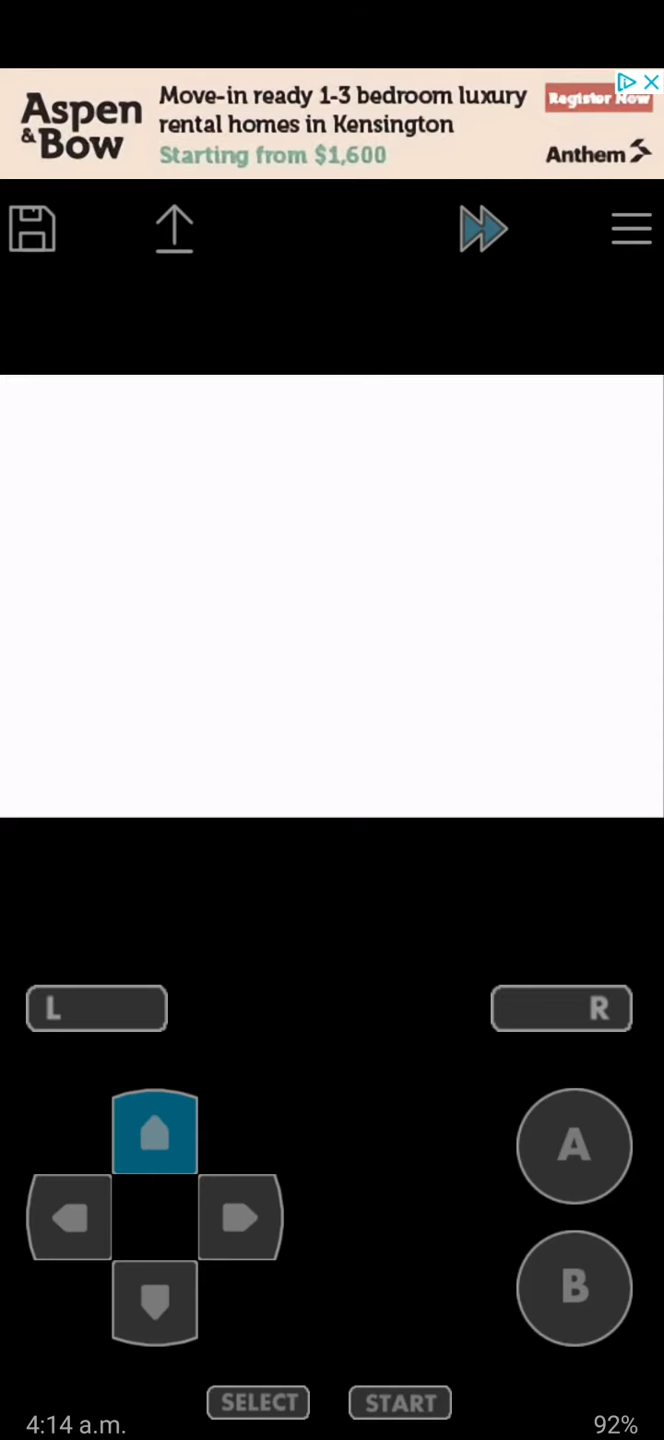 Aspen
&Bow
Move-in ready 1-3 bedroom luxury
rental homes in Kensington
Starting from $1,600
Register Now
Anthem
L
R
A
B
SELECT
START
4:14 a.m.
92%